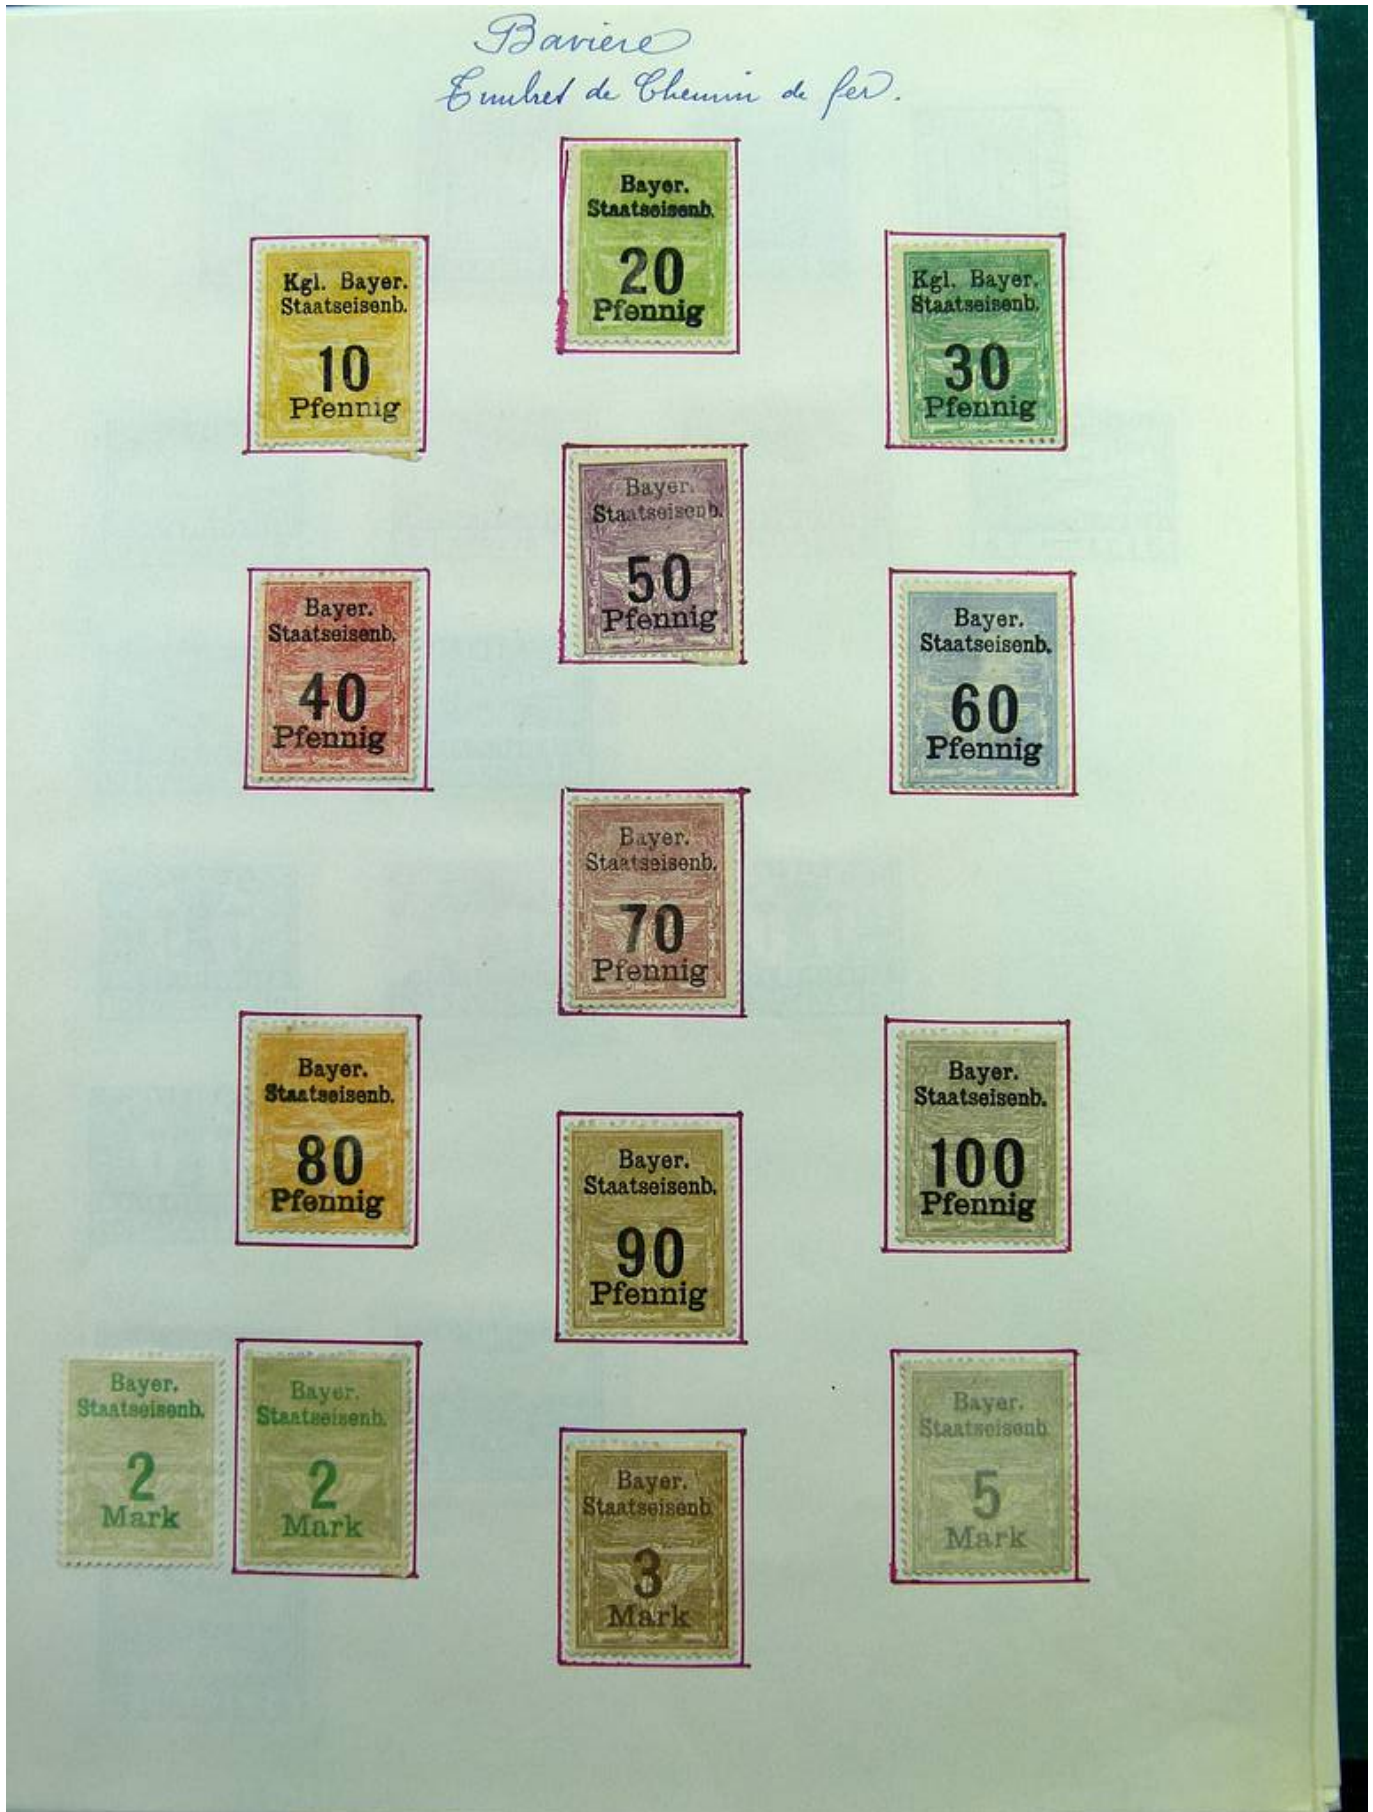 Bavière
Timbres de Chemin de fer.
Bayer.
Staatseisenb.
20
Pfennig
Kgl. Bayer.
Staatseisenb.
10
Pfennig
Kgl. Bayer.
Staatseisenb.
30
Pfennig
Bayer.
Staatseisenb.
50
Pfennig
Bayer.
Staatseisenb.
40
Pfennig
Bayer.
Staatseisenb.
60
Pfennig
Bayer.
Staatseisenb.
70
Pfennig
Bayer.
Staatseisenb.
80
Pfennig
Bayer.
Staatseisenb.
100
Pfennig
Bayer.
Staatseisenb.
90
Pfennig
Bayer.
Staatseisenb.
2
Mark
Bayer.
Staatseisenb.
2
Mark
Bayer.
Staatseisenb
5
Mark
Bayer.
Staatseisenb
3
Mark